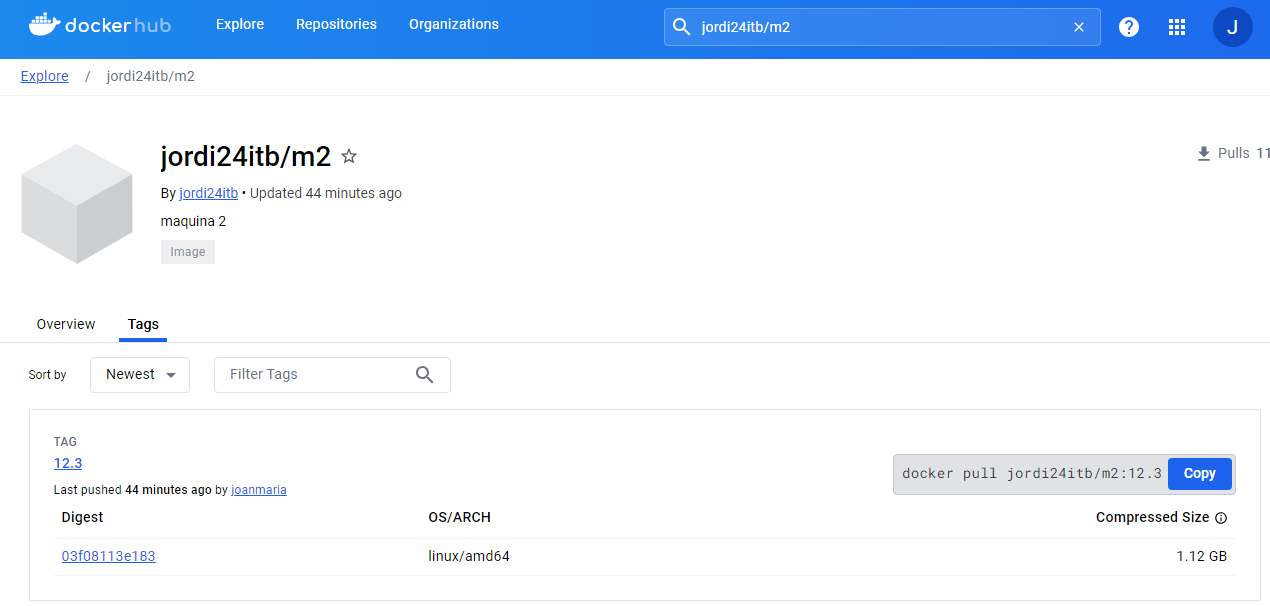 dockerhub Explore Repositories Organizations jordi24itb/m2 × ? J
Explore / jordi24itb/m2
jordi24itb/m2 Pulls 11
By jordi24itb • Updated 44 minutes ago
maquina 2
Image
Overview Tags
Sort by Newest Filter Tags
TAG
12.3
docker pull jordi24itb/m2:12.3 Copy
Last pushed 44 minutes ago by joanmaria
Digest OS/ARCH Compressed Size
03f08113e183 linux/amd64 1.12 GB